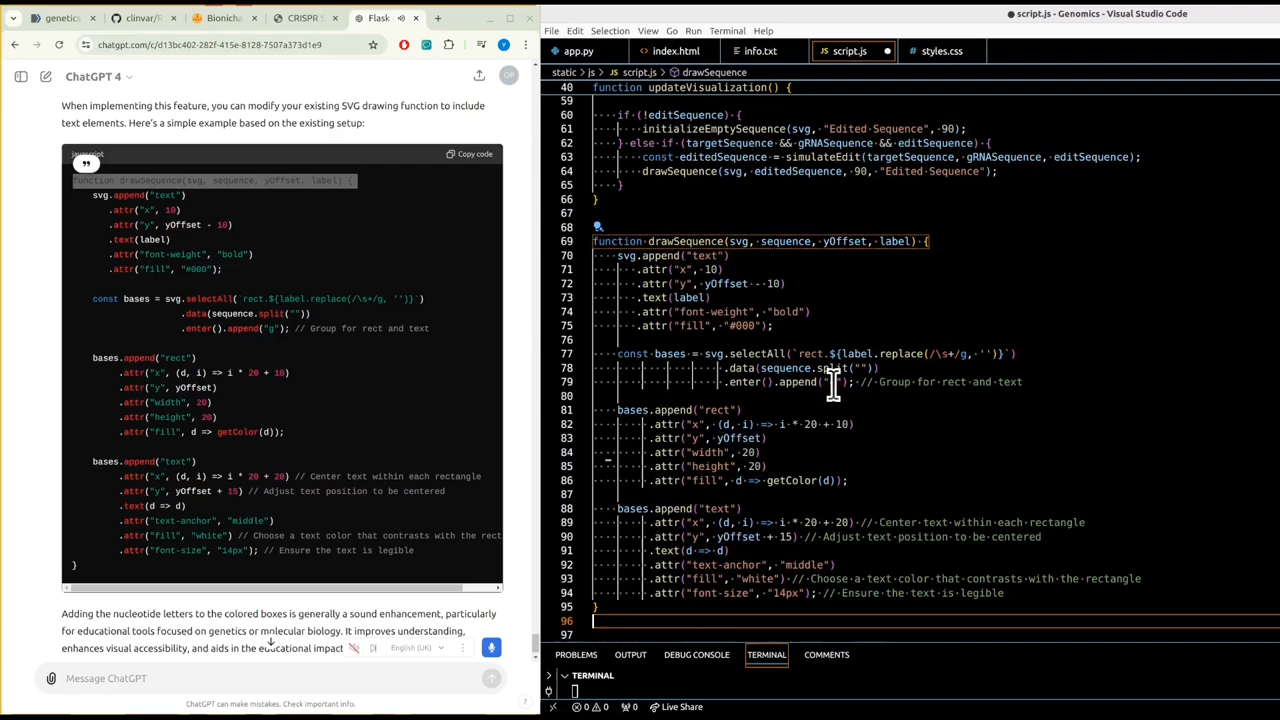 genetics
clinvar/R
Bionicha
CRISPR S
Flask
chatgpt.com/c/d13bc402-282f-415e-8128-7507a373d1e9
Y
ChatGPT 4
OP
When implementing this feature, you can modify your existing SVG drawing function to include
text elements. Here's a simple example based on the existing setup:
Copy code
function drawSequence(svg, sequence, yOffset, label) {
svg.append("text")
.attr("x", 10)
.attr("y", yOffset - 10)
.text(label)
.attr("font-weight", "bold")
.attr("fill", "#000");
const bases = svg.selectAll(`rect.${label.replace(/\s+/g, '')}`)
.data(sequence.split(""))
.enter().append("g"); // Group for rect and text
bases.append("rect")
.attr("x", (d, i) => i * 20 + 10)
.attr("y", yOffset)
.attr("width", 20)
.attr("height", 20)
.attr("fill", d => getColor(d));
bases.append("text")
.attr("x", (d, i) => i * 20 + 20) // Center text within each rectangle
.attr("y", yOffset + 15) // Adjust text position to be centered
.text(d => d)
.attr("text-anchor", "middle")
.attr("fill", "white") // Choose a text color that contrasts with the rect
.attr("font-size", "14px"); // Ensure the text is legible
}
Adding the nucleotide letters to the colored boxes is generally a sound enhancement, particularly
for educational tools focused on genetics or molecular biology. It improves understanding,
enhances visual accessibility, and aids in the educational impact
English (UK)
Message ChatGPT
ChatGPT can make mistakes. Check important info.
?
script.js - Genomics - Visual Studio Code
File Edit Selection View Go Run Terminal Help
app.py
index.html
info.txt
script.js
styles.css
static > js > script.js > drawSequence
40 function updateVisualization() {
59
60 if (!editSequence) {
61 initializeEmptySequence(svg, "Edited Sequence", 90);
62 } else if (targetSequence && gRNASequence && editSequence) {
63 const editedSequence = simulateEdit(targetSequence, gRNASequence, editSequence);
64 drawSequence(svg, editedSequence, 90, "Edited Sequence");
65 }
66 }
67
68
69 function drawSequence(svg, sequence, yOffset, label) {
70 svg.append("text")
71 .attr("x", 10)
72 .attr("y", yOffset - 10)
73 .text(label)
74 .attr("font-weight", "bold")
75 .attr("fill", "#000");
76
77 const bases = svg.selectAll(`rect.${label.replace(/\s+/g, '')}`)
78 .data(sequence.split(""))
79 .enter().append(" "); // Group for rect and text
80
81 bases.append("rect")
82 .attr("x", (d, i) => i * 20 + 10)
83 .attr("y", yOffset)
84 .attr("width", 20)
85 .attr("height", 20)
86 .attr("fill", d => getColor(d));
87
88 bases.append("text")
89 .attr("x", (d, i) => i * 20 + 20) // Center text within each rectangle
90 .attr("y", yOffset + 15) // Adjust text position to be centered
91 .text(d => d)
92 .attr("text-anchor", "middle")
93 .attr("fill", "white") // Choose a text color that contrasts with the rectangle
94 .attr("font-size", "14px"); // Ensure the text is legible
95 }
96
97
PROBLEMS OUTPUT DEBUG CONSOLE TERMINAL COMMENTS
TERMINAL
0 0 0 Live Share